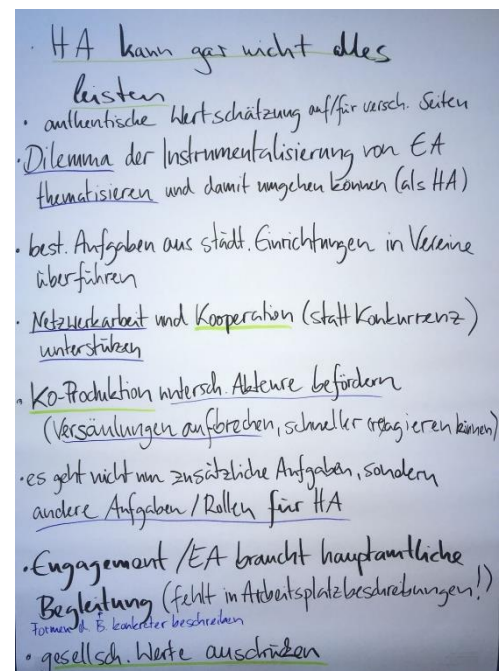 · HA kann gar nicht alles
leisten
· authentische Wertschätzung auf/für versch. Seiten
· Dilemma der Instrumentalisierung von EA
thematisieren und damit umgehen können (als HA)
· best. Aufgaben aus städt. Einrichtungen in Vereine
überführen
· Netzwerkarbeit und Kooperation (statt Konkurrenz)
unterstützen
· Ko-Produktion untersch. Akteure befördern
(Versäulungen aufbrechen, schneller reagieren können)
· es geht nicht um zusätzliche Aufgaben, sondern
andere Aufgaben / Rollen für HA
· Engagement / EA braucht hauptamtliche
Begleitung (fehlt in Arbeitsplatzbeschreibungen!)
Formen d. B. konkreter beschreiben
· gesellsch. Werte ausdrücken